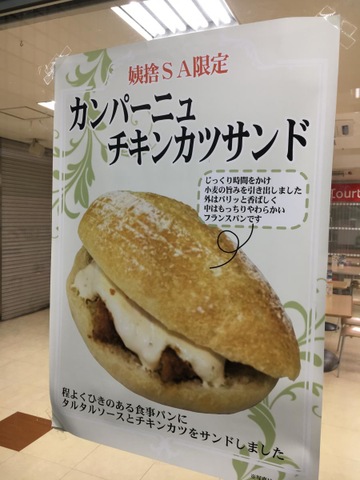 姨捨ＳＡ限定
カンパーニュ
チキンカツサンド
じっくり時間をかけ
小麦の旨みを引き出しました
外はパリッと香ばしく
中はもっちりやわらかい
フランスパンです
程よくひきのある食事パンに
タルタルソースとチキンカツをサンドしました